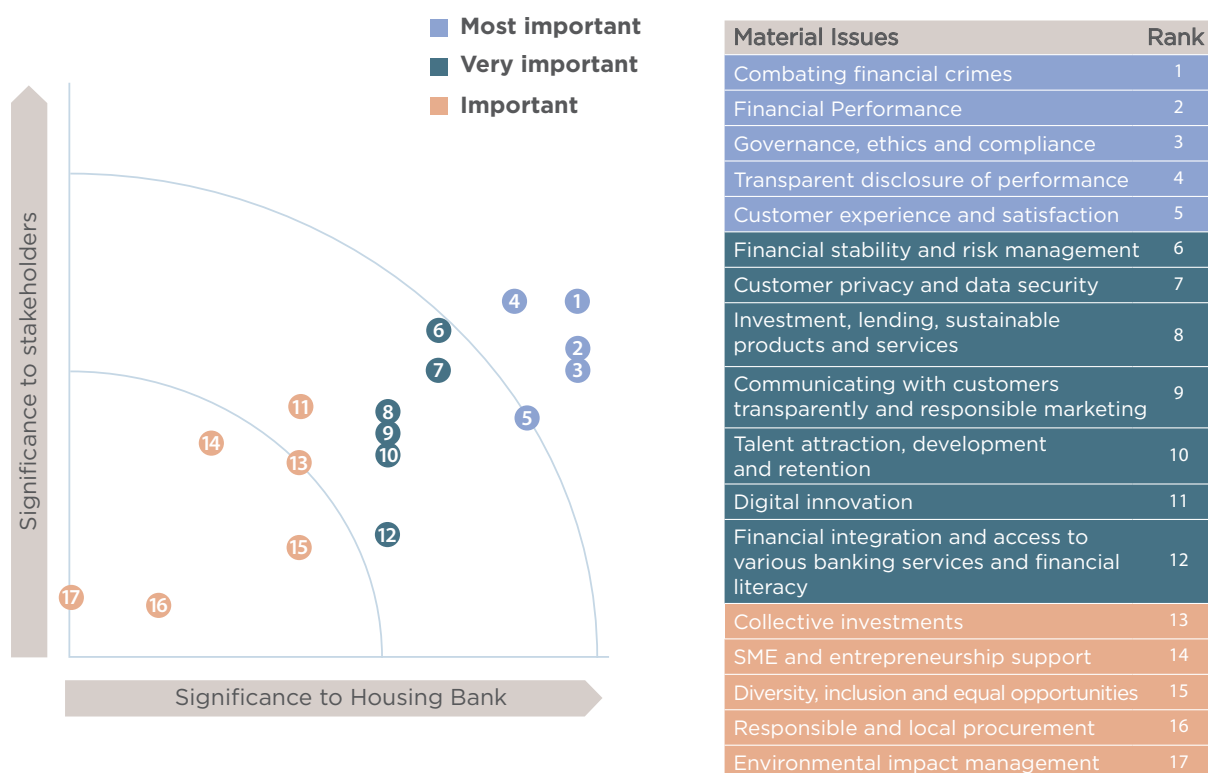 Most important
Very important
Important
Significance to stakeholders
4
1
6
2
7
3
11
8
5
14
9
10
13
12
15
17
16
Significance to Housing Bank
Material Issues Rank
Combating financial crimes 1
Financial Performance 2
Governance, ethics and compliance 3
Transparent disclosure of performance 4
Customer experience and satisfaction 5
Financial stability and risk management 6
Customer privacy and data security 7
Investment, lending, sustainable
products and services 8
Communicating with customers
transparently and responsible marketing 9
Talent attraction, development
and retention 10
Digital innovation 11
Financial integration and access to
various banking services and financial 12
literacy
Collective investments 13
SME and entrepreneurship support 14
Diversity, inclusion and equal opportunities 15
Responsible and local procurement 16
Environmental impact management 17